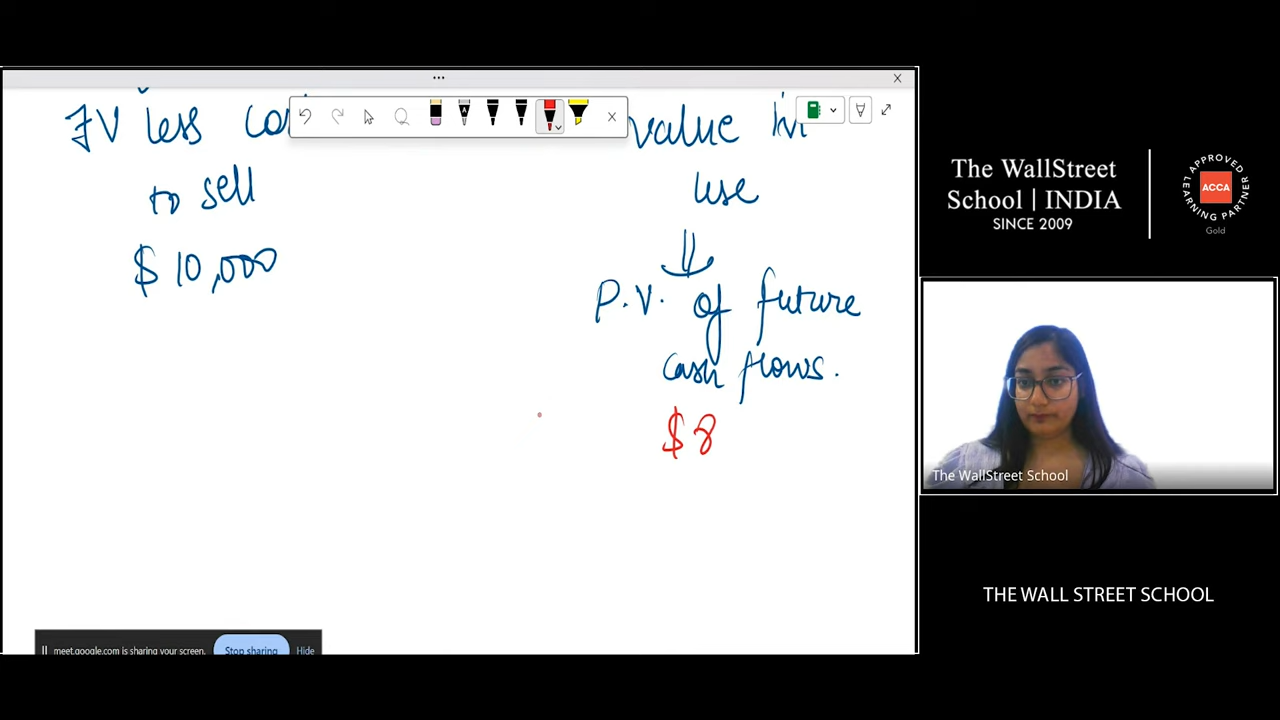 FV less
to sell
$ 10,000
value in
use
P.V. of future
cash flows.
$8
meet.google.com is sharing your screen.
Stop sharing
Hide
The WallStreet
School | INDIA
SINCE 2009
APPROVED
ACCA
LEARNING PARTNER
Gold
The WallStreet School
THE WALL STREET SCHOOL